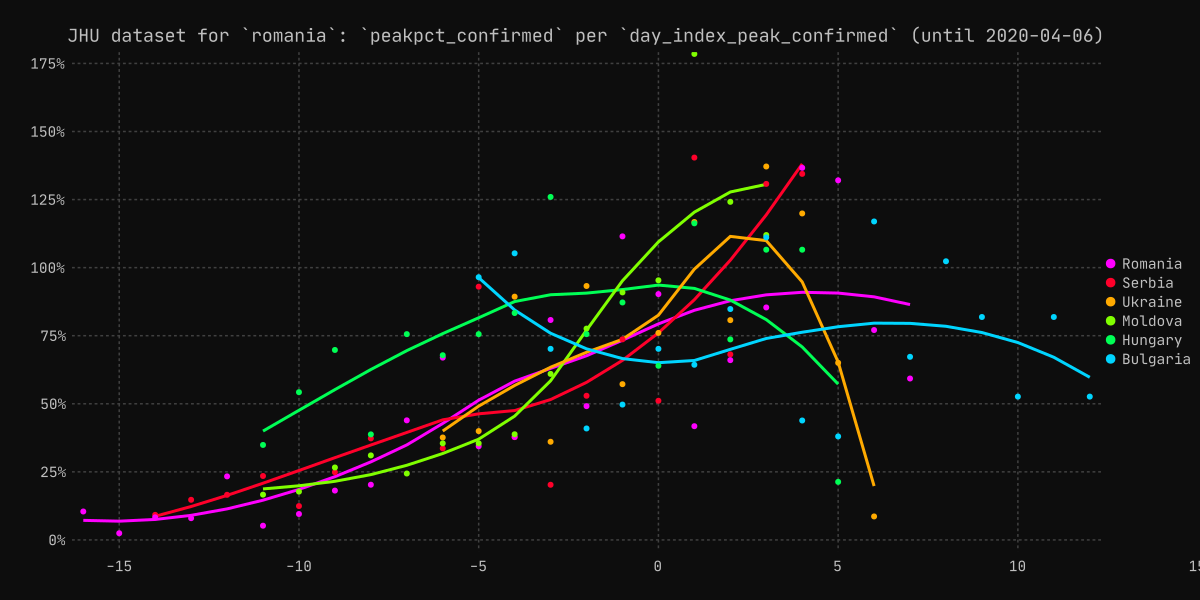 JHU dataset for `romania`: `peakpct_confirmed` per `day_index_peak_confirmed` (until 2020-04-06)
175%
150%
125%
100%
75%
50%
25%
0%
-15
-10
-5
0
5
10
15
Romania
Serbia
Ukraine
Moldova
Hungary
Bulgaria